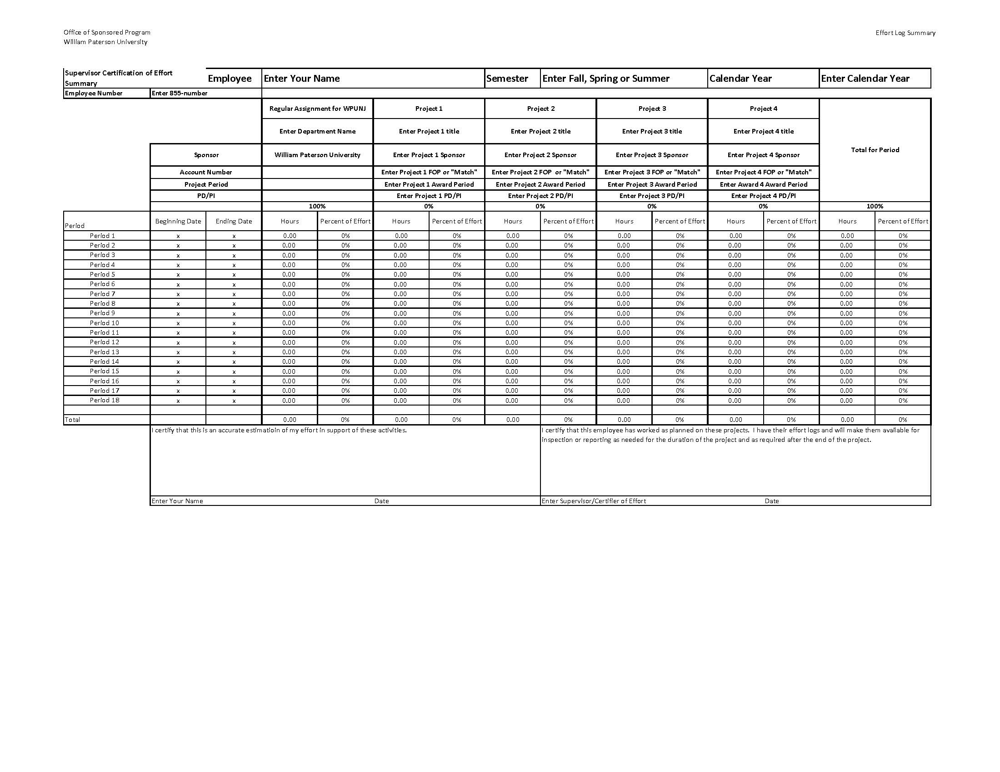 Office of Sponsored Program
Effort Log Summary
William Paterson University
Supervisor Certification of Effort
Summary
Employee Enter Your Name Semester Enter Fall, Spring or Summer Calendar Year Enter Calendar Year
Employee Number Enter 855-number
Regular Assignment for WPUNJ Project 1 Project 2 Project 3 Project 4
Enter Department Name Enter Project 1 title Enter Project 2 title Enter Project 3 title Enter Project 4 title
Total for Period
Sponsor William Paterson University Enter Project 1 Sponsor Enter Project 2 Sponsor Enter Project 3 Sponsor Enter Project 4 Sponsor
Account Number Enter Project 1 FOP or "Match" Enter Project 2 FOP or "Match" Enter Project 3 FOP or "Match" Enter Project 4 FOP or "Match"
Project Period Enter Project 1 Award Period Enter Project 2 Award Period Enter Project 3 Award Period Enter Award 4 Award Period
PD/PI Enter Project 1 PD/PI Enter Project 2 PD/PI Enter Project 3 PD/PI Enter Project 4 PD/PI
100% 0% 0% 0% 0% 100%
Period Beginning Date Ending Date Hours Percent of Effort Hours Percent of Effort Hours Percent of Effort Hours Percent of Effort Hours Percent of Effort Hours Percent of Effort
Period 1 x x 0.00 0% 0.00 0% 0.00 0% 0.00 0% 0.00 0% 0.00 0%
Period 2 x x 0.00 0% 0.00 0% 0.00 0% 0.00 0% 0.00 0% 0.00 0%
Period 3 x x 0.00 0% 0.00 0% 0.00 0% 0.00 0% 0.00 0% 0.00 0%
Period 4 x x 0.00 0% 0.00 0% 0.00 0% 0.00 0% 0.00 0% 0.00 0%
Period 5 x x 0.00 0% 0.00 0% 0.00 0% 0.00 0% 0.00 0% 0.00 0%
Period 6 x x 0.00 0% 0.00 0% 0.00 0% 0.00 0% 0.00 0% 0.00 0%
Period 7 x x 0.00 0% 0.00 0% 0.00 0% 0.00 0% 0.00 0% 0.00 0%
Period 8 x x 0.00 0% 0.00 0% 0.00 0% 0.00 0% 0.00 0% 0.00 0%
Period 9 x x 0.00 0% 0.00 0% 0.00 0% 0.00 0% 0.00 0% 0.00 0%
Period 10 x x 0.00 0% 0.00 0% 0.00 0% 0.00 0% 0.00 0% 0.00 0%
Period 11 x x 0.00 0% 0.00 0% 0.00 0% 0.00 0% 0.00 0% 0.00 0%
Period 12 x x 0.00 0% 0.00 0% 0.00 0% 0.00 0% 0.00 0% 0.00 0%
Period 13 x x 0.00 0% 0.00 0% 0.00 0% 0.00 0% 0.00 0% 0.00 0%
Period 14 x x 0.00 0% 0.00 0% 0.00 0% 0.00 0% 0.00 0% 0.00 0%
Period 15 x x 0.00 0% 0.00 0% 0.00 0% 0.00 0% 0.00 0% 0.00 0%
Period 16 x x 0.00 0% 0.00 0% 0.00 0% 0.00 0% 0.00 0% 0.00 0%
Period 17 x x 0.00 0% 0.00 0% 0.00 0% 0.00 0% 0.00 0% 0.00 0%
Period 18 x x 0.00 0% 0.00 0% 0.00 0% 0.00 0% 0.00 0% 0.00 0%
Total 0.00 0% 0.00 0% 0.00 0% 0.00 0% 0.00 0% 0.00 0%
I certify that this is an accurate estimatioin of my effort in support of these activities.
I certify that this employee has worked as planned on these projects. I have their effort logs and will make them available for
inspection or reporting as needed for the duration of the project and as required after the end of the project.
Enter Your Name Date Enter Supervisor/Certifier of Effort Date